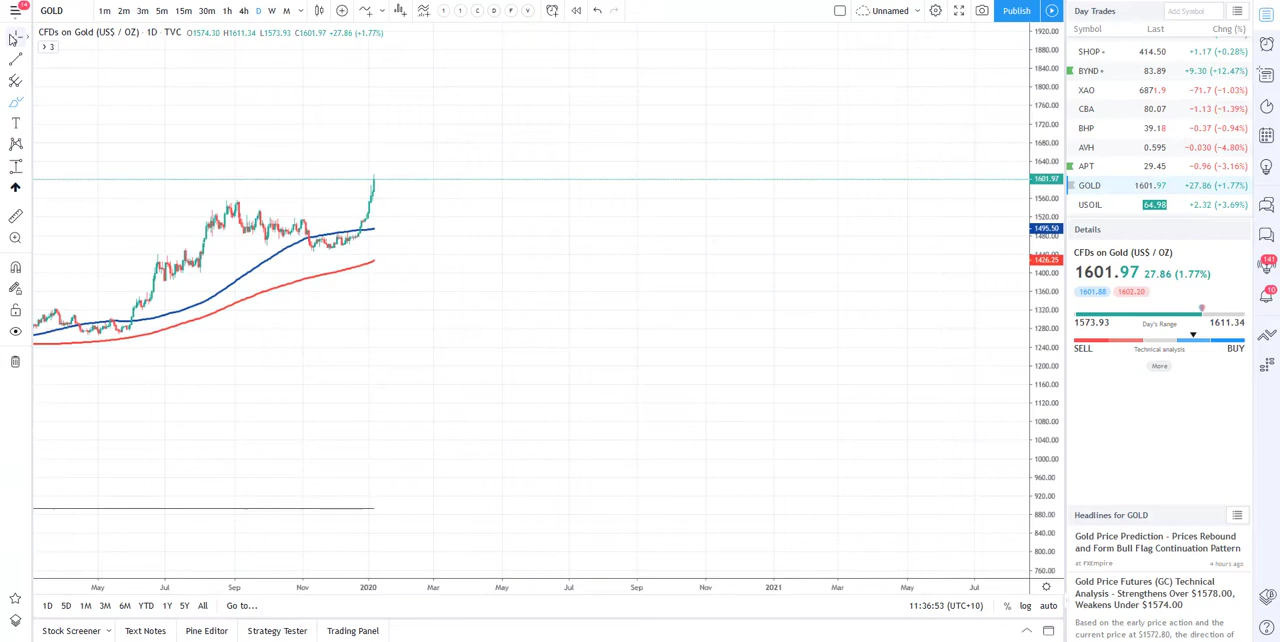 14
GOLD
1m 2m 3m 5m 15m 30m 1h 4h D W M
1 1 C D F V
Unnamed
Publish
CFDs on Gold (US$ / OZ) · 1D · TVC O1574.30 H1611.34 L1573.93 C1601.97 +27.86 (+1.77%)
3
1920.00
1880.00
1840.00
1800.00
1760.00
1720.00
1680.00
1640.00
1601.97
1560.00
1520.00
1495.50
1480.00
1440.00
1426.25
1400.00
1360.00
1320.00
1280.00
1240.00
1200.00
1160.00
1120.00
1080.00
1040.00
1000.00
960.00
920.00
880.00
840.00
800.00
760.00
May Jul Sep Nov 2020 Mar May Jul Sep Nov 2021 Mar May Jul
1D 5D 1M 3M 6M YTD 1Y 5Y All Go to...
11:36:53 (UTC+10) % log auto
Stock Screener Text Notes Pine Editor Strategy Tester Trading Panel
Day Trades
Add Symbol
Symbol Last Chng (%)
SHOP 414.50 +1.17 (+0.28%)
BYND 83.89 +9.30 (+12.47%)
XAO 6871.9 −71.7 (−1.03%)
CBA 80.07 −1.13 (−1.39%)
BHP 39.18 −0.37 (−0.94%)
AVH 0.595 −0.030 (−4.80%)
APT 29.45 −0.96 (−3.16%)
GOLD 1601.97 +27.86 (+1.77%)
USOIL 64.98 +2.32 (+3.69%)
Details
CFDs on Gold (US$ / OZ)
1601.97 27.86 (1.77%)
1601.88 1602.20
1573.93 Day's Range 1611.34
SELL Technical analysis BUY
More
Headlines for GOLD
Gold Price Prediction - Prices Rebound
and Form Bull Flag Continuation Pattern
at FXEmpire 4 hours ago
Gold Price Futures (GC) Technical
Analysis - Strengthens Over $1578.00,
Weakens Under $1574.00
Based on the early price action and the
current price at $1572.80, the direction of
141
10